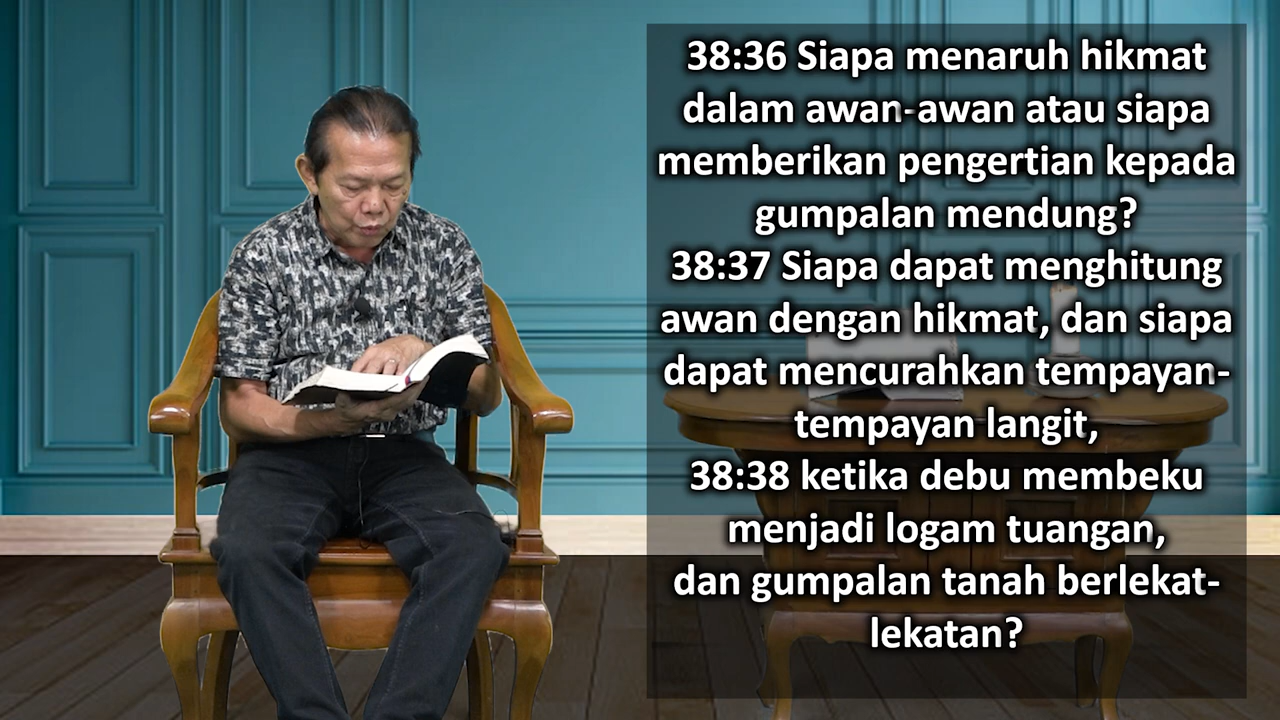 38:36 Siapa menaruh hikmat
dalam awan-awan atau siapa
memberikan pengertian kepada
gumpalan mendung?
38:37 Siapa dapat menghitung
awan dengan hikmat, dan siapa
dapat mencurahkan tempayan-
tempayan langit,
38:38 ketika debu membeku
menjadi logam tuangan,
dan gumpalan tanah berlekat-
lekatan?